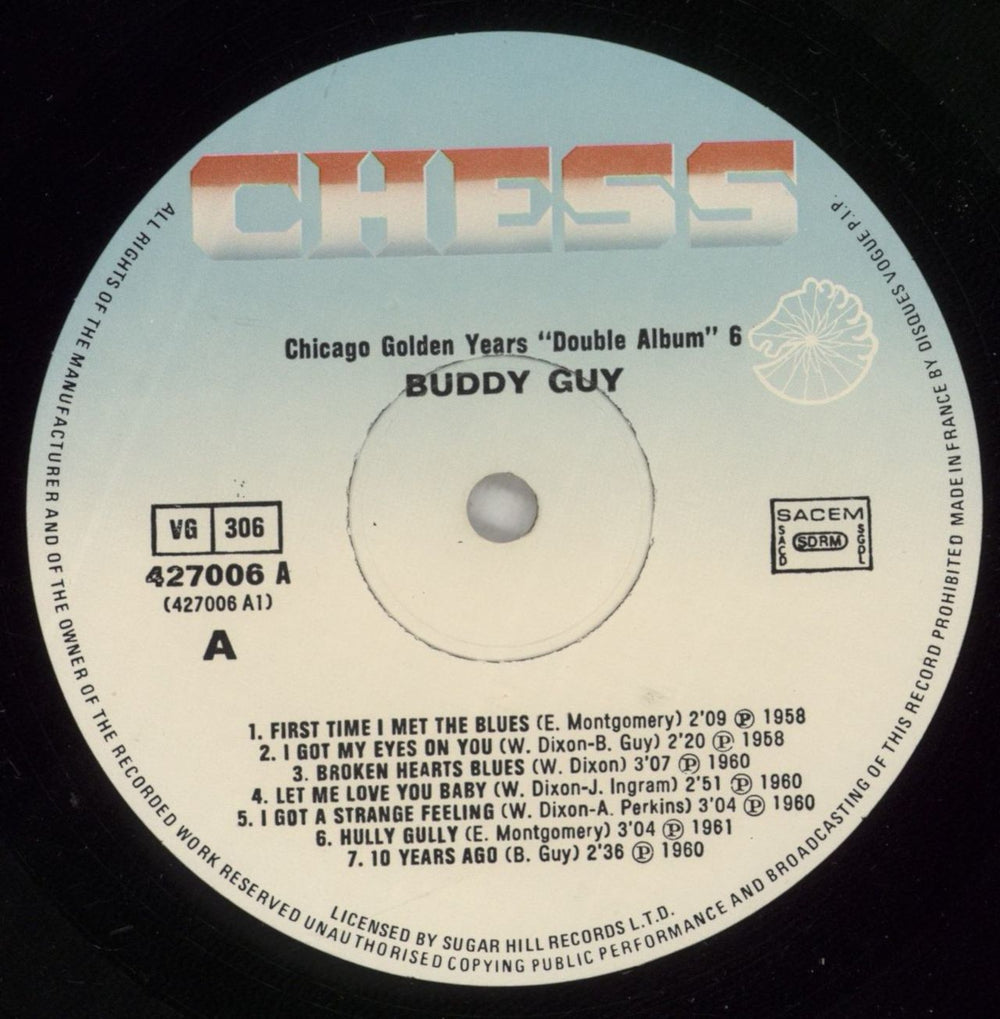 CHESS
Chicago Golden Years “Double Album” 6
BUDDY GUY
VG 306
427006 A
(427006 A1)
A
SACEM
SACD SDRM SGDL
1. FIRST TIME I MET THE BLUES (E. Montgomery) 2'09 Ⓟ 1958
2. I GOT MY EYES ON YOU (W. Dixon-B. Guy) 2'20 Ⓟ 1958
3. BROKEN HEARTS BLUES (W. Dixon) 3'07 Ⓟ 1960
4. LET ME LOVE YOU BABY (W. Dixon-J. Ingram) 2'51 Ⓟ 1960
5. I GOT A STRANGE FEELING (W. Dixon-A. Perkins) 3'04 Ⓟ 1960
6. HULLY GULLY (E. Montgomery) 3'04 Ⓟ 1961
7. 10 YEARS AGO (B. Guy) 2'36 Ⓟ 1960
LICENSED BY SUGAR HILL RECORDS L.T.D.
ALL RIGHTS OF THE MANUFACTURER AND OF THE OWNER OF THE RECORDED WORK RESERVED UNAUTHORISED COPYING PUBLIC PERFORMANCE AND BROADCASTING OF THIS RECORD PROHIBITED MADE IN FRANCE BY DISQUES VOGUE P.I.P